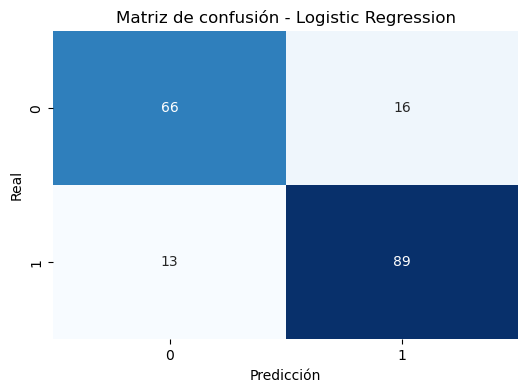 Matriz de confusión - Logistic Regression
Real
0
66
16
1
13
89
0
1
Predicción